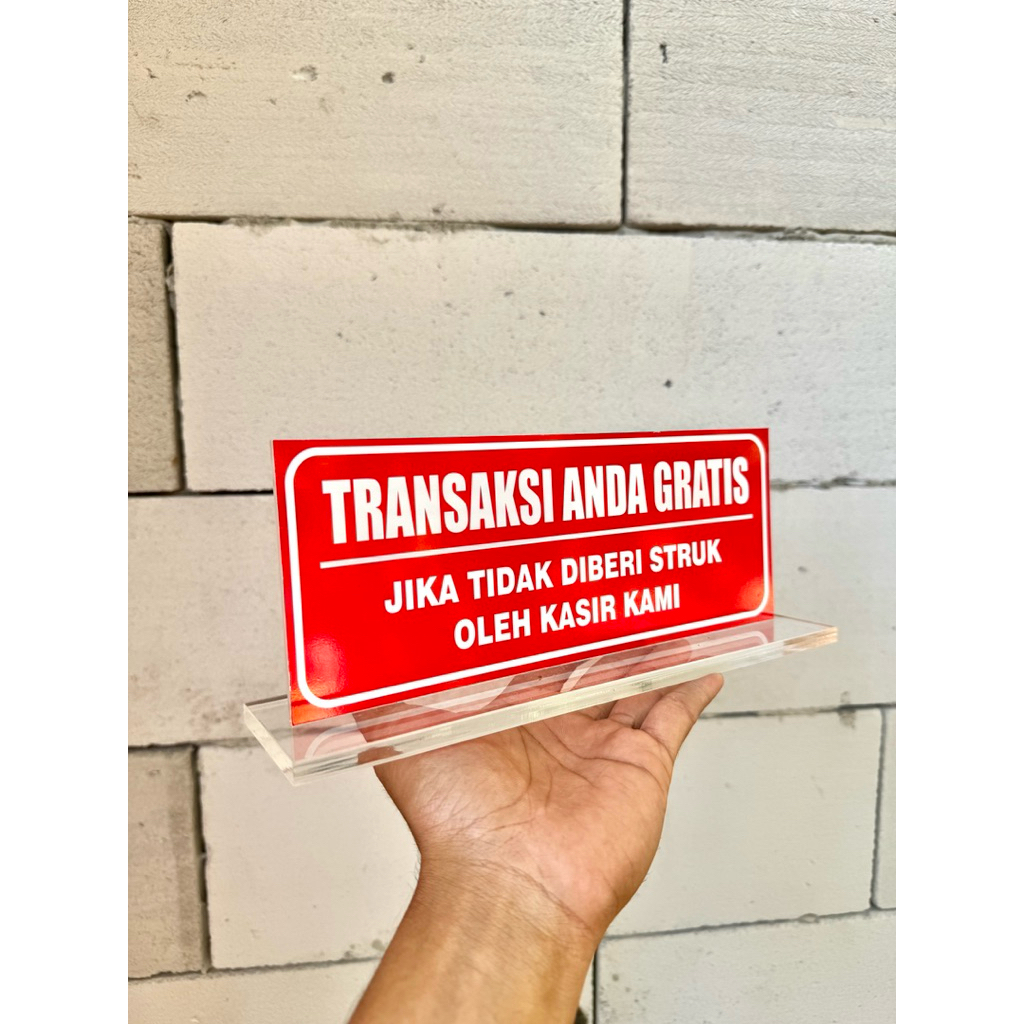 TRANSAKSI ANDA GRATIS
JIKA TIDAK DIBERI STRUK
OLEH KASIR KAMI